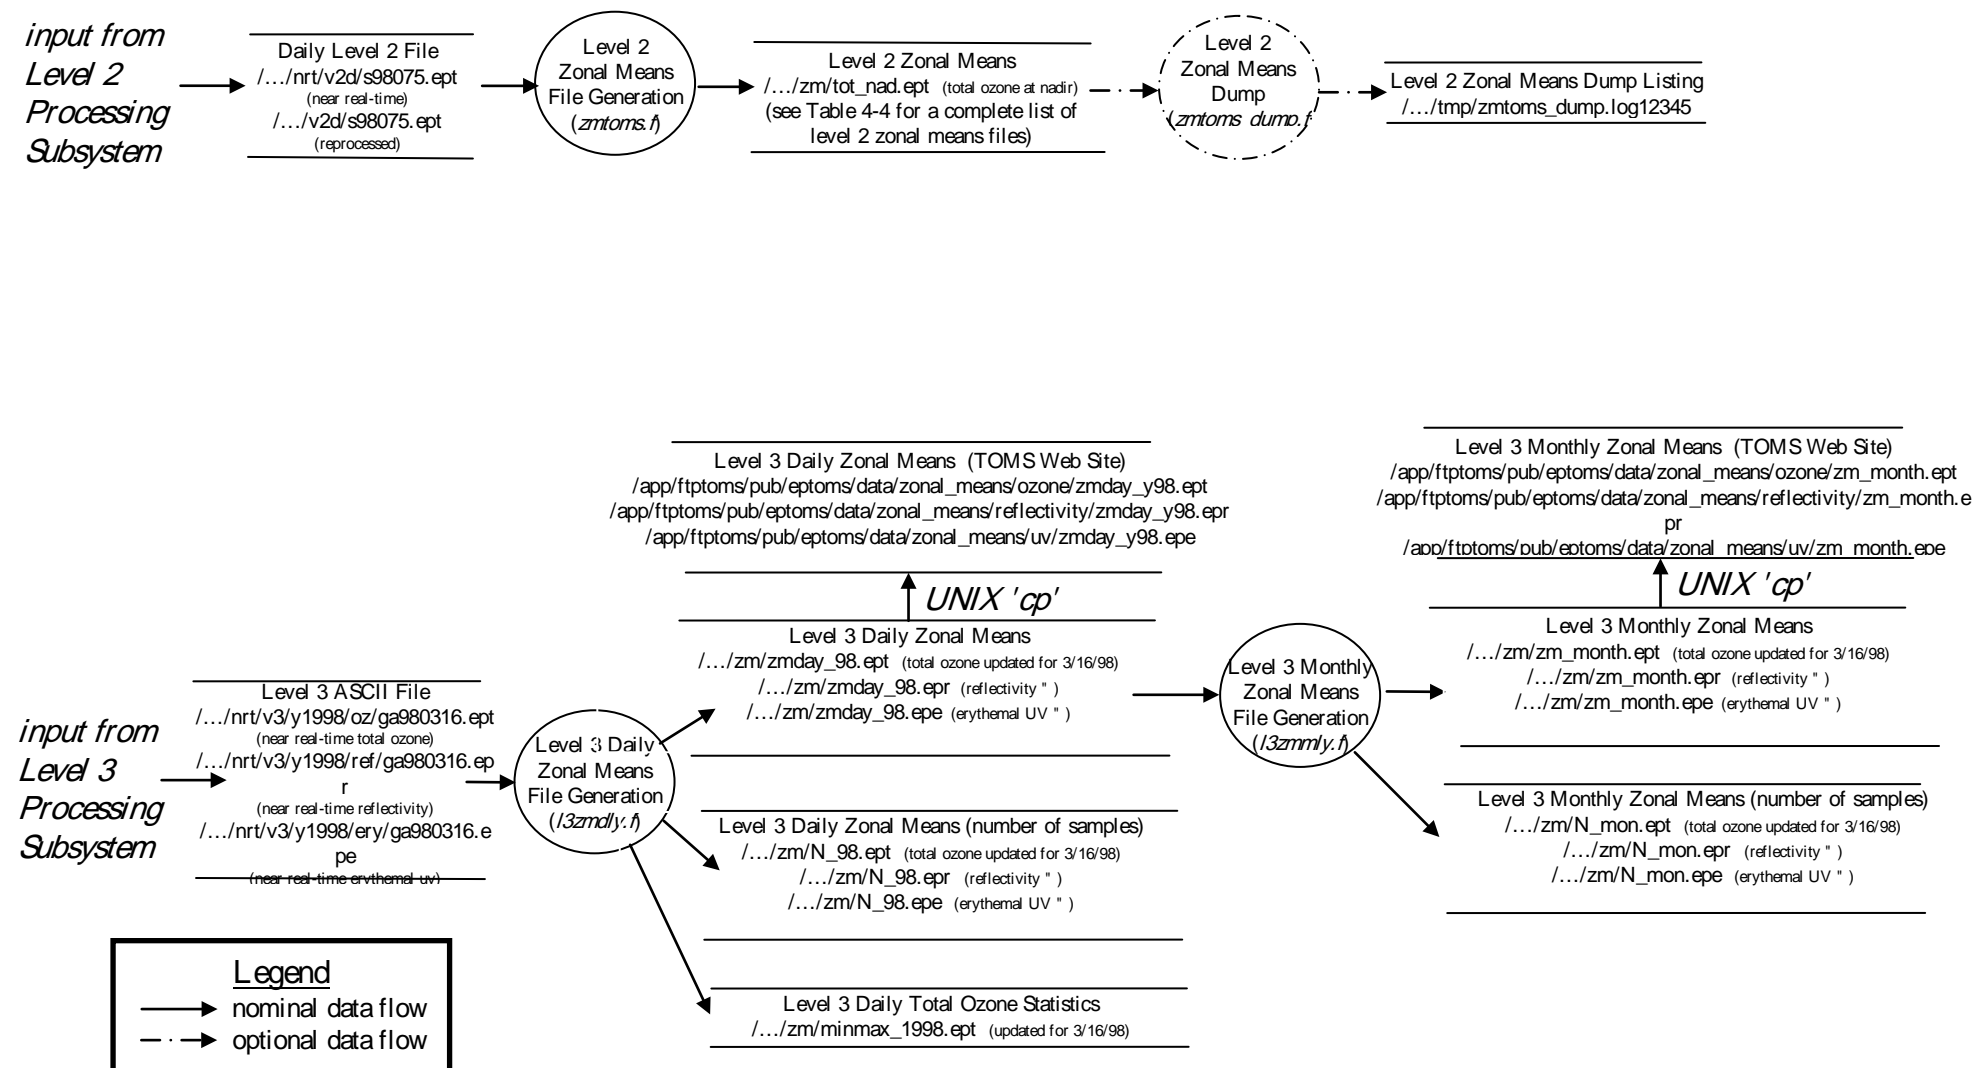 input from
Level 2
Processing
Subsystem
Daily Level 2 File
/…/nrt/v2d/s98075.ept
(near real-time)
/…/v2d/s98075.ept
(reprocessed)
Level 2
Zonal Means
File Generation
(zmtoms.f)
Level 2 Zonal Means
/…/zm/tot_nad.ept (total ozone at nadir)
(see Table 4-4 for a complete list of
level 2 zonal means files)
Level 2
Zonal Means
Dump
(zmtoms_dump.f
Level 2 Zonal Means Dump Listing
/…/tmp/zmtoms_dump.log12345
Level 3 Daily Zonal Means (TOMS Web Site)
/app/ftptoms/pub/eptoms/data/zonal_means/ozone/zmday_y98.ept
/app/ftptoms/pub/eptoms/data/zonal_means/reflectivity/zmday_y98.epr
/app/ftptoms/pub/eptoms/data/zonal_means/uv/zmday_y98.epe
UNIX 'cp'
Level 3 Monthly Zonal Means (TOMS Web Site)
/app/ftptoms/pub/eptoms/data/zonal_means/ozone/zm_month.ept
/app/ftptoms/pub/eptoms/data/zonal_means/reflectivity/zm_month.e
pr
/app/ftptoms/pub/eptoms/data/zonal_means/uv/zm_month.epe
UNIX 'cp'
input from
Level 3
Processing
Subsystem
Level 3 ASCII File
/…/nrt/v3/y1998/oz/ga980316.ept
(near real-time total ozone)
/…/nrt/v3/y1998/ref/ga980316.ep
r
(near real-time reflectivity)
/…/nrt/v3/y1998/ery/ga980316.e
pe
(near real-time erythemal uv)
Level 3 Daily
Zonal Means
File Generation
(l3zmdly.f)
Level 3 Daily Zonal Means
/…/zm/zmday_98.ept (total ozone updated for 3/16/98)
/…/zm/zmday_98.epr (reflectivity " )
/…/zm/zmday_98.epe (erythemal UV " )
Level 3 Daily Zonal Means (number of samples)
/…/zm/N_98.ept (total ozone updated for 3/16/98)
/…/zm/N_98.epr (reflectivity " )
/…/zm/N_98.epe (erythemal UV " )
Level 3 Daily Total Ozone Statistics
/…/zm/minmax_1998.ept (updated for 3/16/98)
Level 3 Monthly
Zonal Means
File Generation
(l3zmmly.f)
Level 3 Monthly Zonal Means
/…/zm/zm_month.ept (total ozone updated for 3/16/98)
/…/zm/zm_month.epr (reflectivity " )
/…/zm/zm_month.epe (erythemal UV " )
Level 3 Monthly Zonal Means (number of samples)
/…/zm/N_mon.ept (total ozone updated for 3/16/98)
/…/zm/N_mon.epr (reflectivity " )
/…/zm/N_mon.epe (erythemal UV " )
Legend
nominal data flow
optional data flow